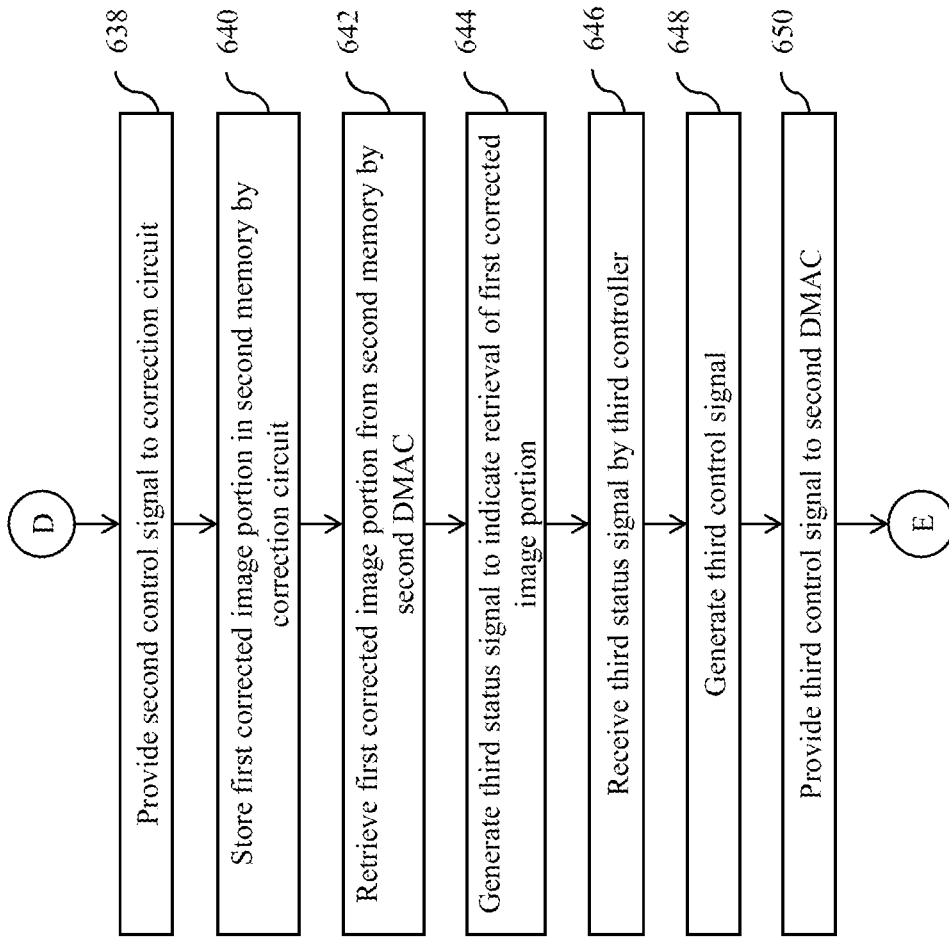 D
Provide second control signal to correction circuit
638
Store first corrected image portion in second memory by
correction circuit
640
Retrieve first corrected image portion from second memory by
second DMAC
642
Generate third status signal to indicate retrieval of first corrected
image portion
644
Receive third status signal by third controller
646
Generate third control signal
648
Provide third control signal to second DMAC
650
E